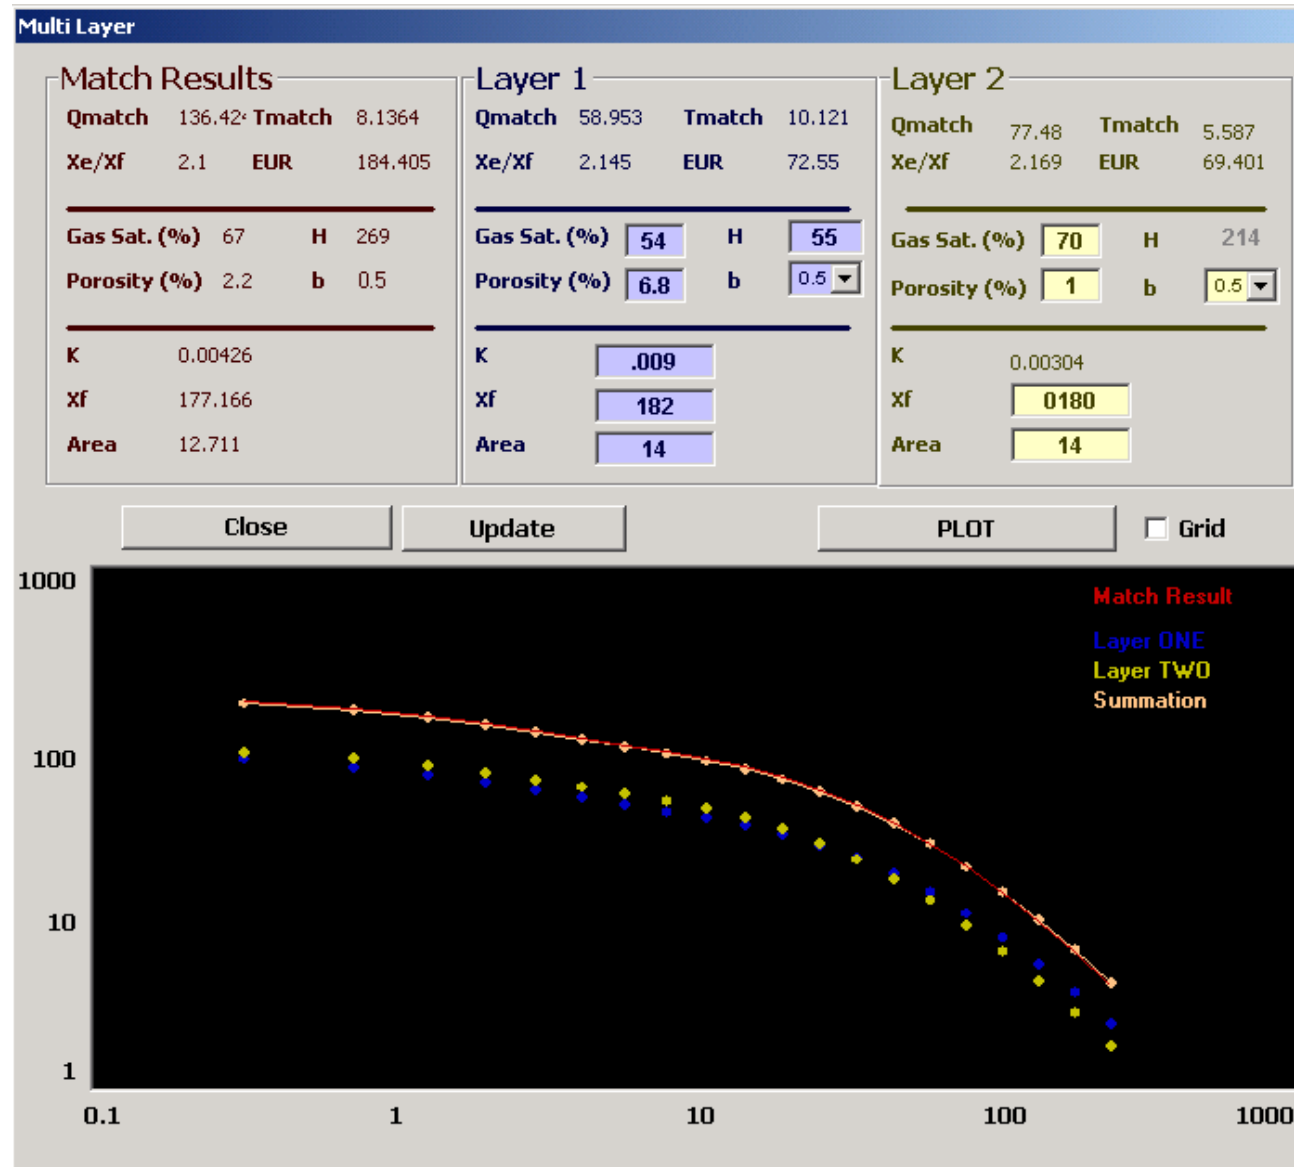 Multi Layer
Match Results
Qmatch 136.42 Tmatch 8.1364
Xe/Xf 2.1 EUR 184.405
Gas Sat. (%) 67 H 269
Porosity (%) 2.2 b 0.5
K 0.00426
Xf 177.166
Area 12.711
Layer 1
Qmatch 58.953 Tmatch 10.121
Xe/Xf 2.145 EUR 72.55
Gas Sat. (%) 54 H 55
Porosity (%) 6.8 b 0.5
K .009
Xf 182
Area 14
Layer 2
Qmatch 77.48 Tmatch 5.587
Xe/Xf 2.169 EUR 69.401
Gas Sat. (%) 70 H 214
Porosity (%) 1 b 0.5
K 0.00304
Xf 0180
Area 14
Close Update PLOT Grid
1000
100
10
1
Match Result
Layer ONE
Layer TWO
Summation
0.1 1 10 100 1000